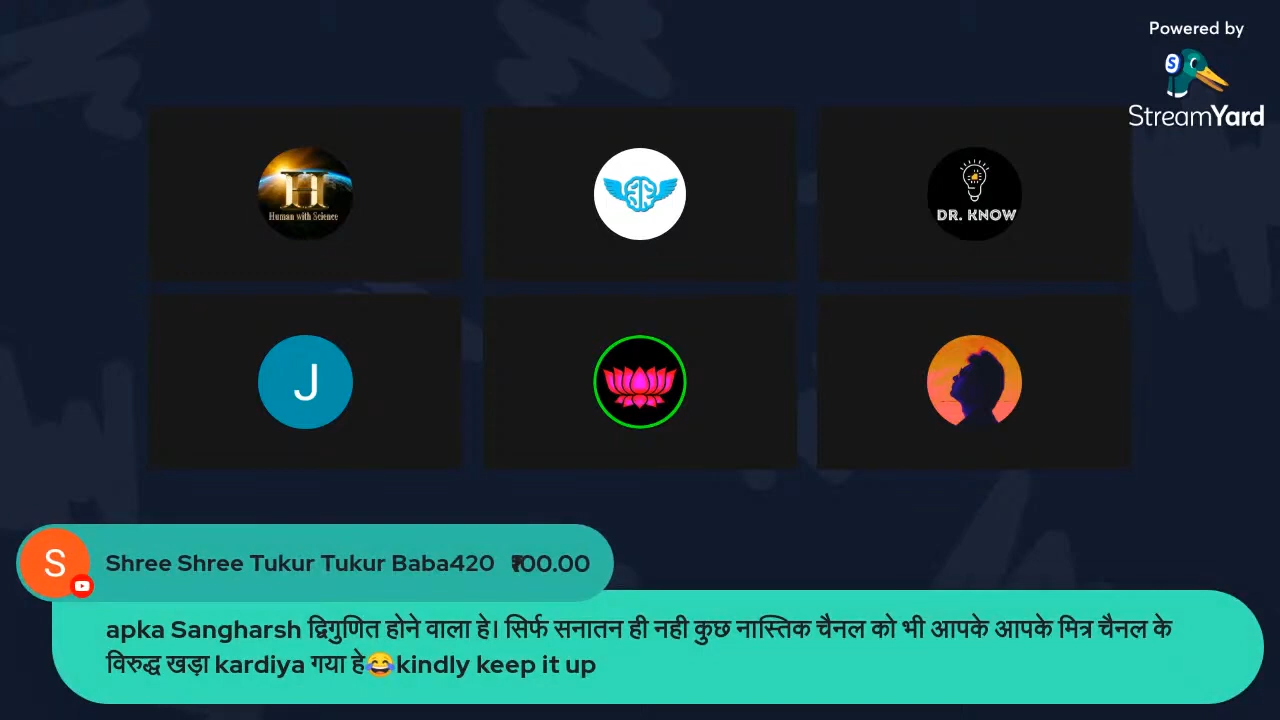 Powered by
S
StreamYard
H
Human with Science
DR. KNOW
J
S
Shree Shree Tukur Tukur Baba420 ₹100.00
apka Sangharsh द्विगुणित होने वाला हे। सिर्फ सनातन ही नही कुछ नास्तिक चैनल को भी आपके आपके मित्र चैनल के
विरुद्ध खड़ा kardiya गया हे😂kindly keep it up